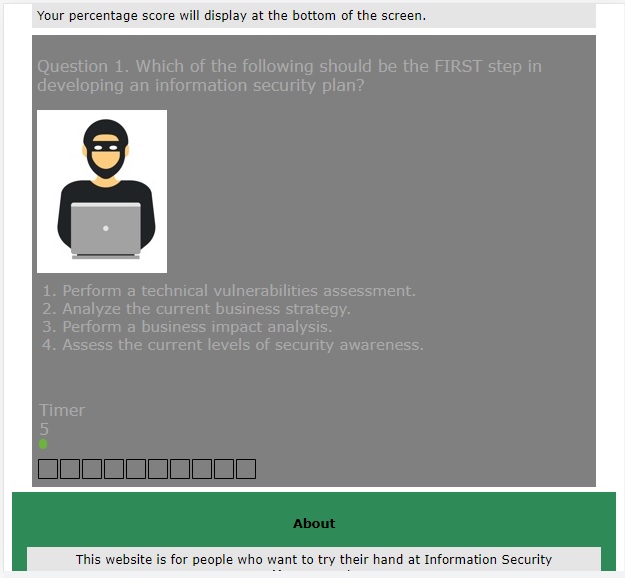 Your percentage score will display at the bottom of the screen.
Question 1. Which of the following should be the FIRST step in
developing an information security plan?
1. Perform a technical vulnerabilities assessment.
2. Analyze the current business strategy.
3. Perform a business impact analysis.
4. Assess the current levels of security awareness.
Timer
5
About
This website is for people who want to try their hand at Information Security